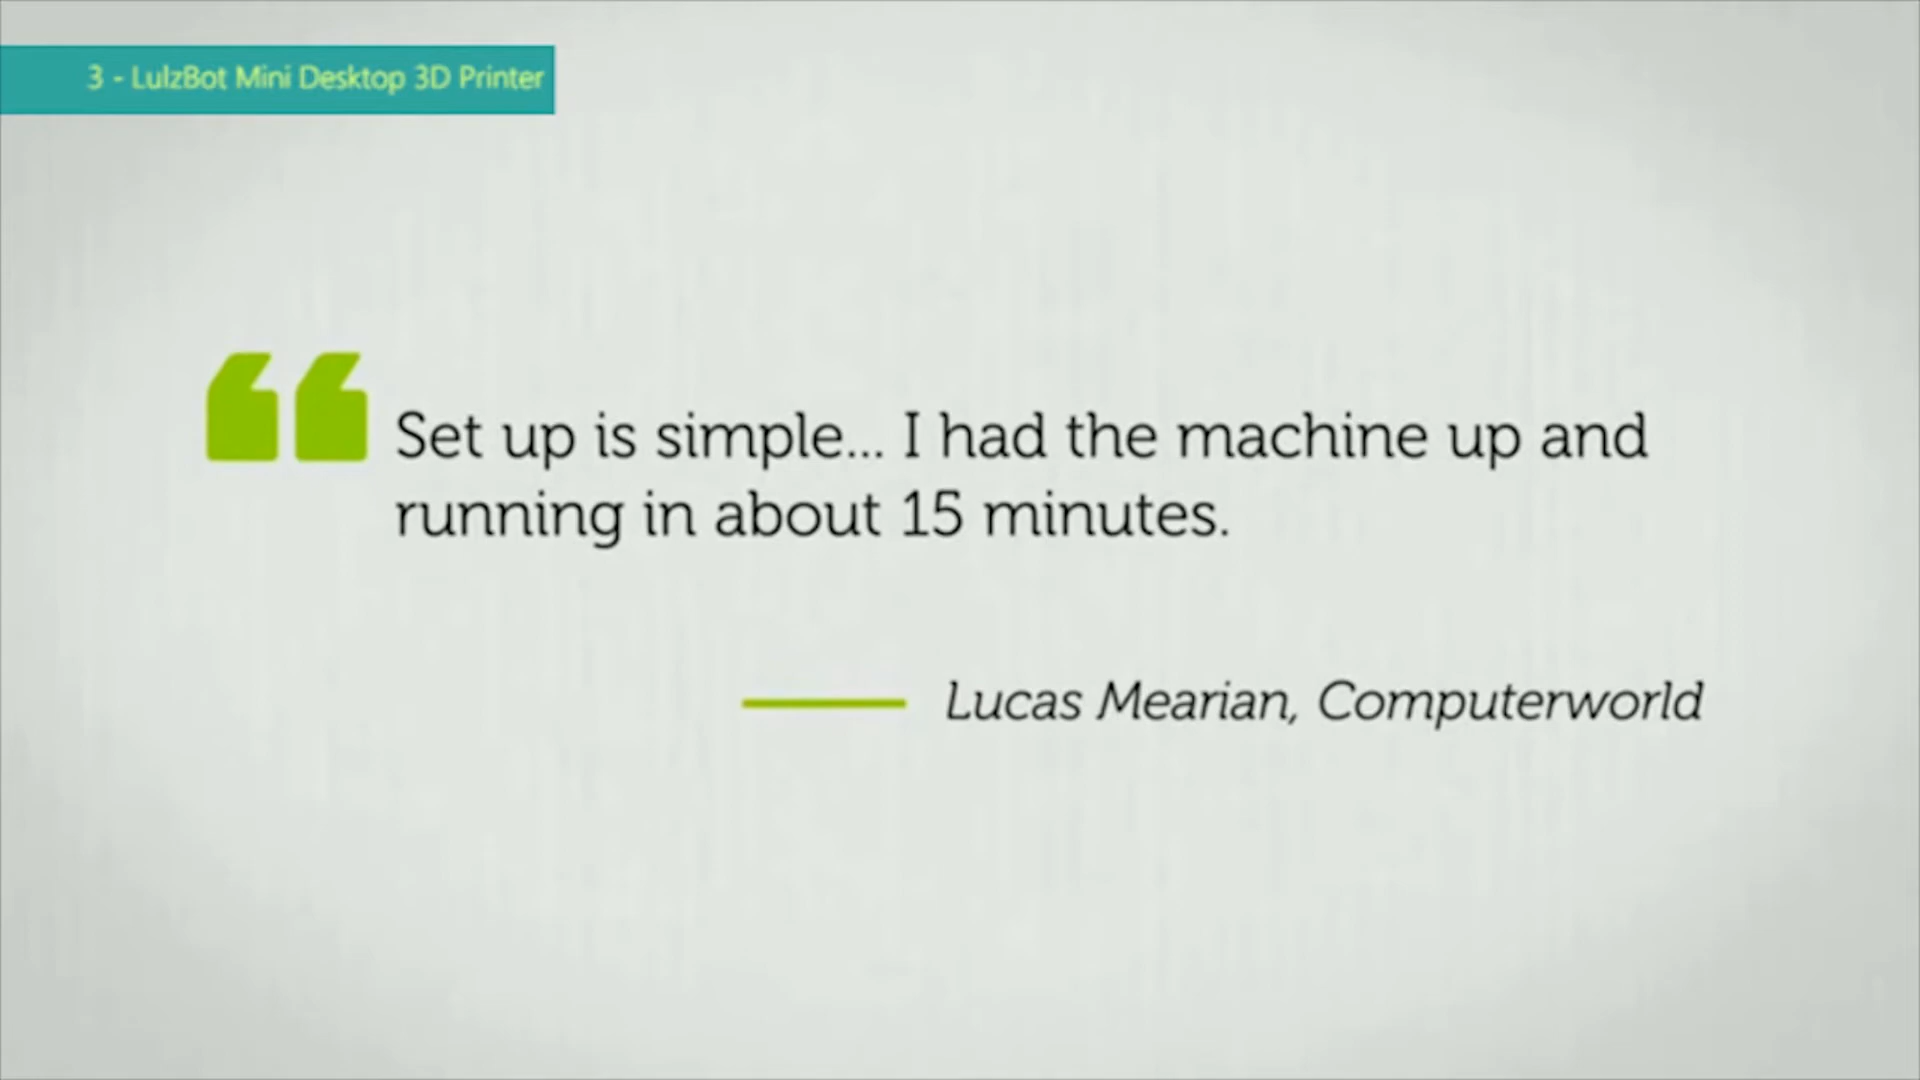 3 - LulzBot Mini Desktop 3D Printer
Set up is simple... I had the machine up and
running in about 15 minutes.
Lucas Mearian, Computerworld